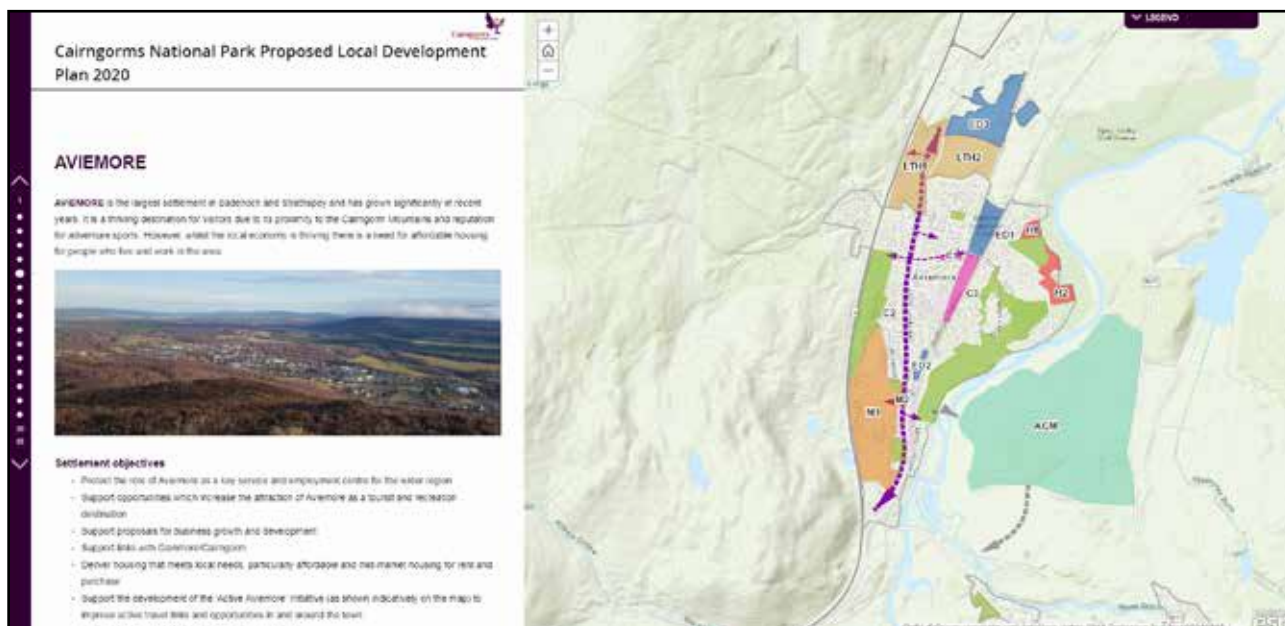 Cairngorms National Park Proposed Local Development
Plan 2020
AVIEMORE
AVIEMORE is the largest settlement in Badenoch and Strathspey and has grown significantly in recent
years. It is a thriving destination for visitors due to its proximity to the Cairngorm Mountains and reputation
for adventure sports. However, whilst the local economy is thriving there is a need for affordable housing
for people who live and work in the area.
Settlement objectives
- Protect the role of Aviemore as a key service and employment centre for the wider region
- Support opportunities which increase the attraction of Aviemore as a tourist and recreation
destination
- Support proposals for business growth and development
- Support links with Glenmore/Cairngorm
- Deliver housing that meets local needs, particularly affordable and mid-market housing for rent and
purchase
- Support the development of the 'Active Aviemore' initiative (as shown indicatively on the map) to
improve active travel links and opportunities in and around the town
+
−
ED3
LTH1
LTH2
ED1
H1
Aviemore
H2
C2
C3
ED2
M1
M2
ACM